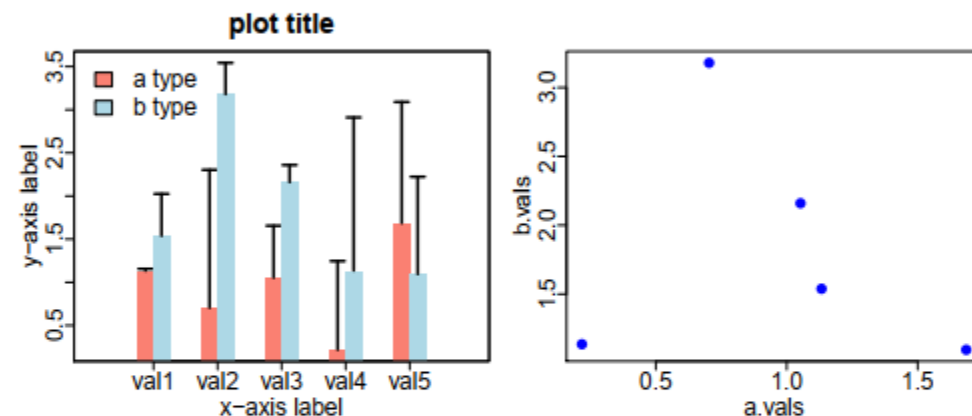 plot title
3.5
2.5
1.5
0.5
y−axis label
a type
b type
val1 val2 val3 val4 val5
x−axis label
3.0
2.5
2.0
1.5
b.vals
0.5 1.0 1.5
a.vals